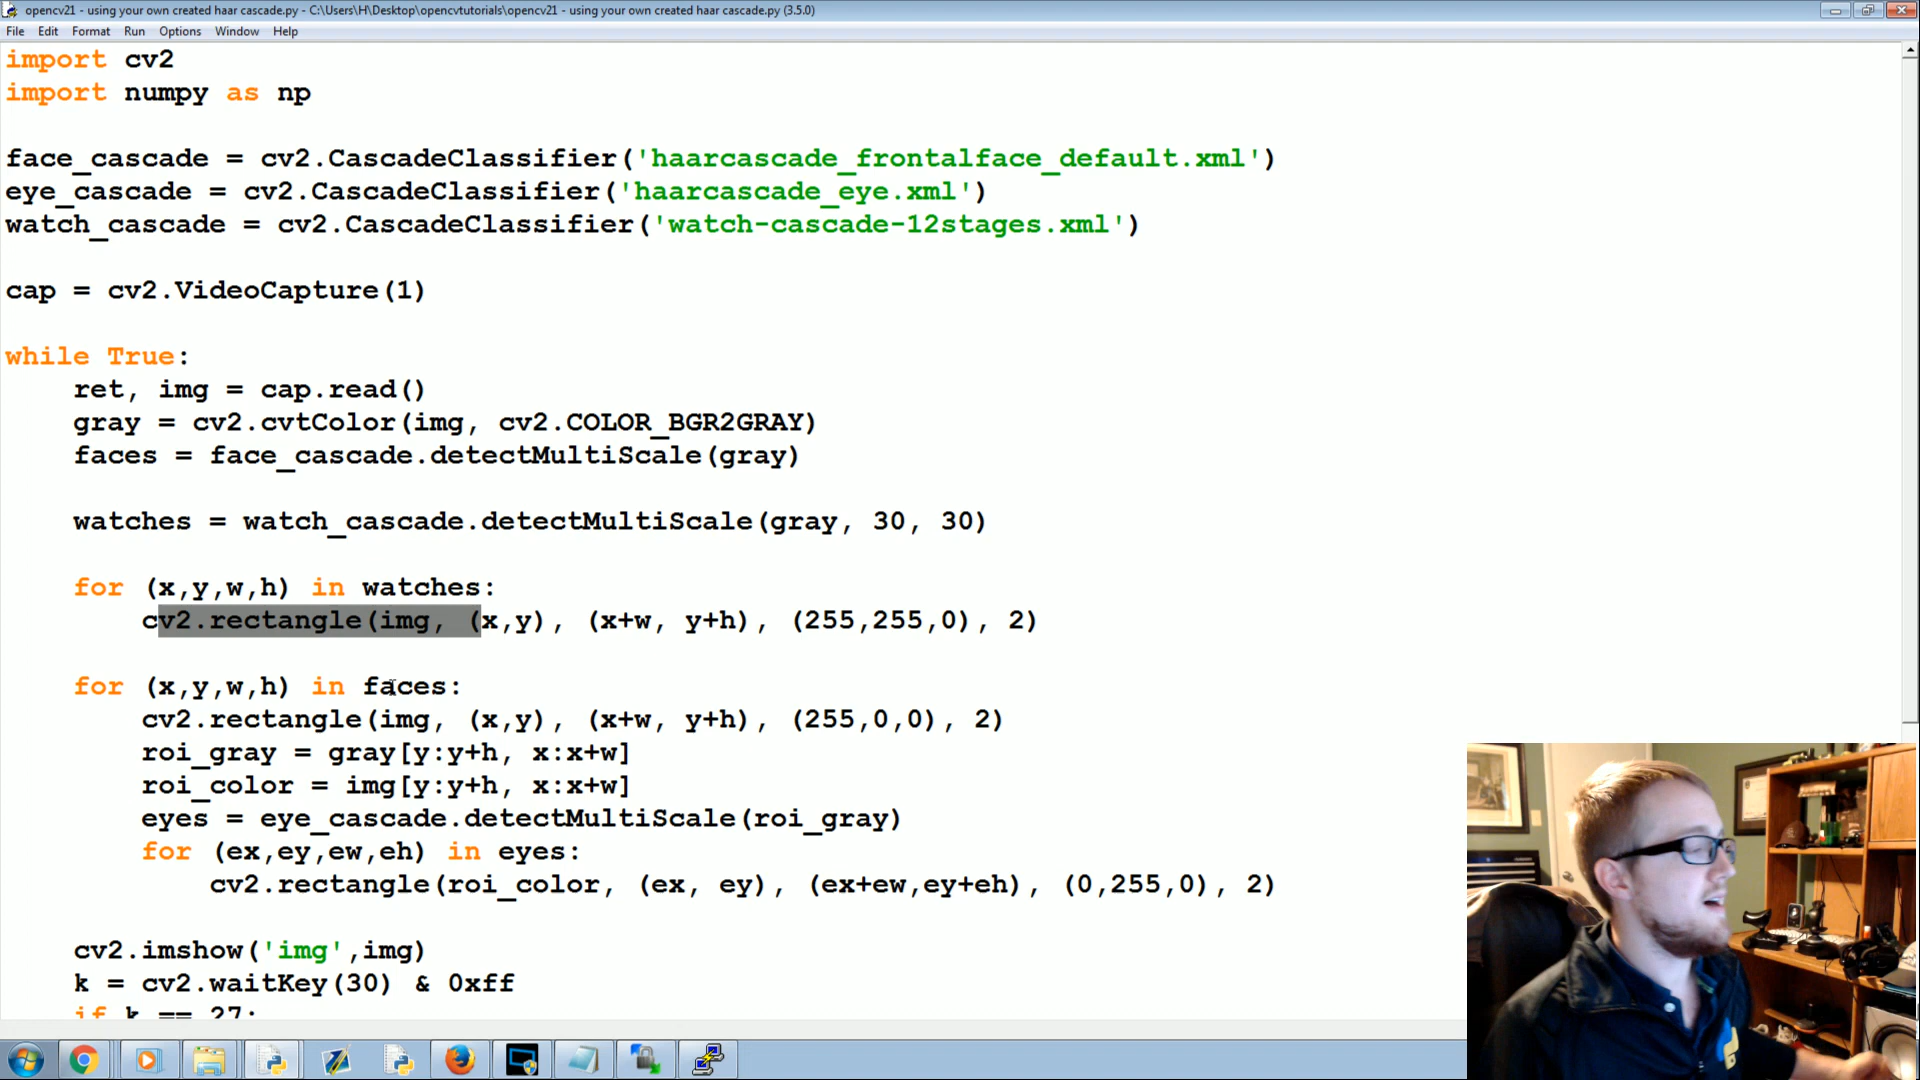 opencv21 - using your own created haar cascade.py - C:\Users\H\Desktop\opencvtutorials\opencv21 - using your own created haar cascade.py (3.5.0)
File Edit Format Run Options Window Help
import cv2
import numpy as np
face_cascade = cv2.CascadeClassifier('haarcascade_frontalface_default.xml')
eye_cascade = cv2.CascadeClassifier('haarcascade_eye.xml')
watch_cascade = cv2.CascadeClassifier('watch-cascade-12stages.xml')
cap = cv2.VideoCapture(1)
while True:
ret, img = cap.read()
gray = cv2.cvtColor(img, cv2.COLOR_BGR2GRAY)
faces = face_cascade.detectMultiScale(gray)
watches = watch_cascade.detectMultiScale(gray, 30, 30)
for (x,y,w,h) in watches:
cv2.rectangle(img, (x,y), (x+w, y+h), (255,255,0), 2)
for (x,y,w,h) in faces:
cv2.rectangle(img, (x,y), (x+w, y+h), (255,0,0), 2)
roi_gray = gray[y:y+h, x:x+w]
roi_color = img[y:y+h, x:x+w]
eyes = eye_cascade.detectMultiScale(roi_gray)
for (ex,ey,ew,eh) in eyes:
cv2.rectangle(roi_color, (ex, ey), (ex+ew,ey+eh), (0,255,0), 2)
cv2.imshow('img',img)
k = cv2.waitKey(30) & 0xff
if k == 27: